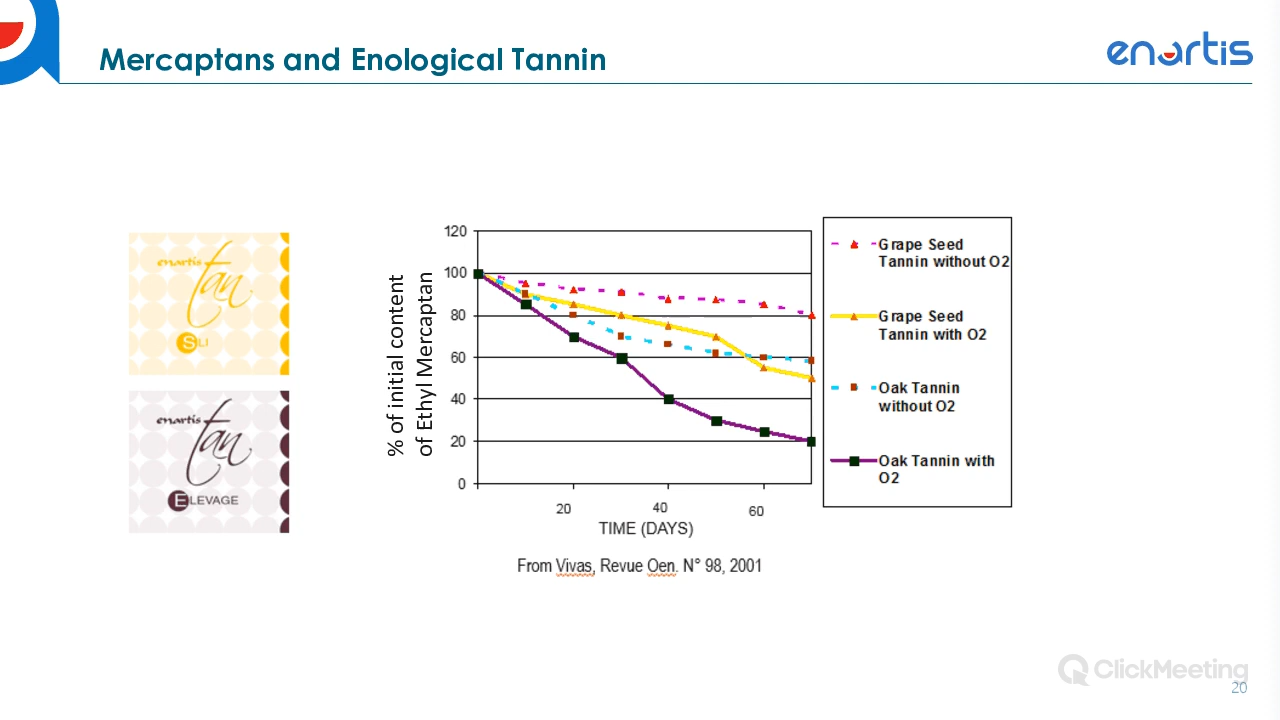 Mercaptans and Enological Tannin
enartis
enartis
tan
SLI
enartis
tan
ELEVAGE
% of initial content
of Ethyl Mercaptan
120
100
80
60
40
20
0
20
40
60
TIME (DAYS)
Grape Seed
Tannin without O2
Grape Seed
Tannin with O2
Oak Tannin
without O2
Oak Tannin with
O2
From Vivas, Revue Oen. N° 98, 2001
ClickMeeting
20